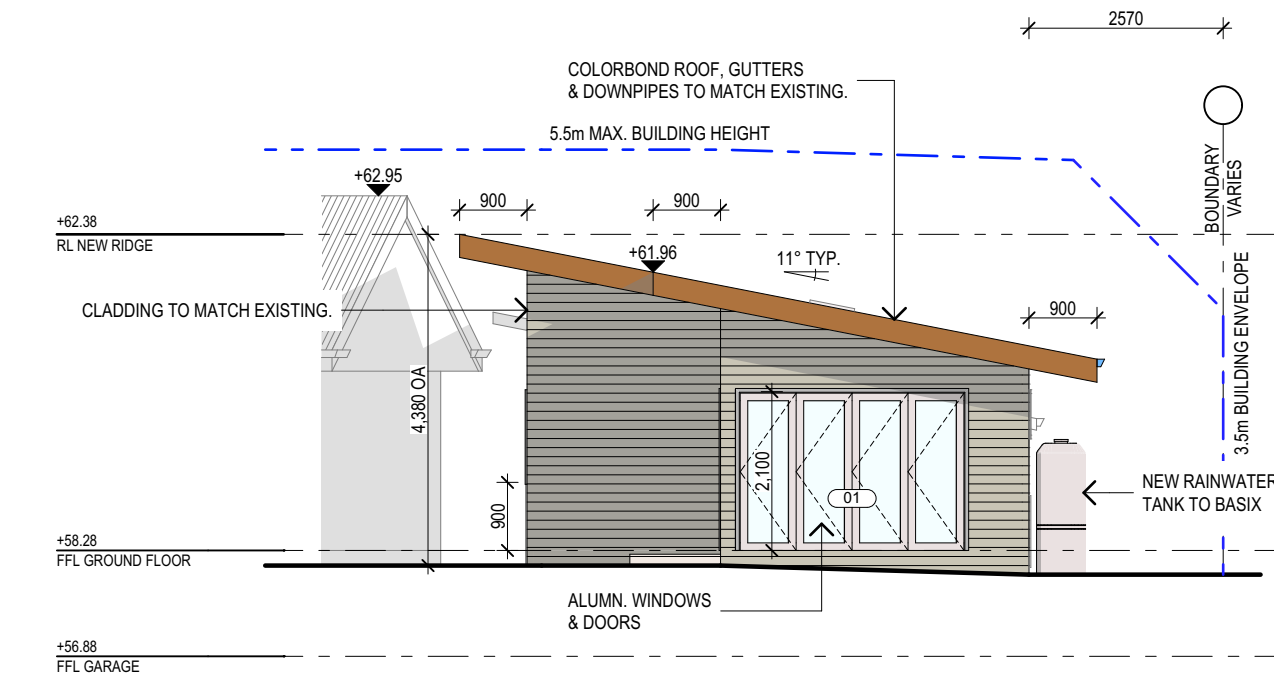 2570
COLORBOND ROOF, GUTTERS
& DOWNPIPES TO MATCH EXISTING.
5.5m MAX. BUILDING HEIGHT
BOUNDARY
VARIES
+62.95
900
900
+62.38
RL NEW RIDGE
+61.96
11° TYP.
CLADDING TO MATCH EXISTING.
900
4,380 OA
3.5m BUILDING ENVELOPE
2,100
900
01
NEW RAINWATER
TANK TO BASIX
+58.28
FFL GROUND FLOOR
ALUMN. WINDOWS
& DOORS
+56.88
FFL GARAGE